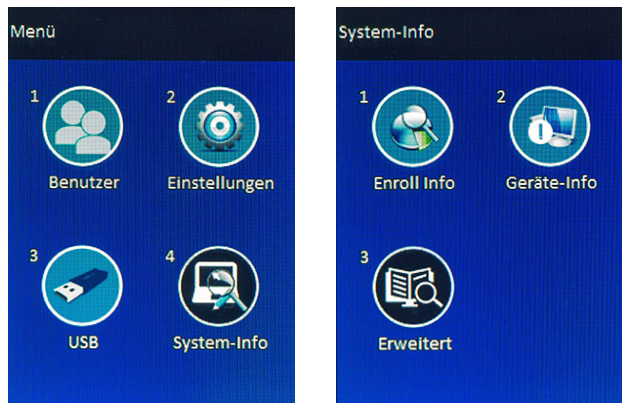 Menü
1
2
Benutzer
Einstellungen
3
4
USB
System-Info
System-Info
1
2
Enroll Info
Geräte-Info
3
Erweitert